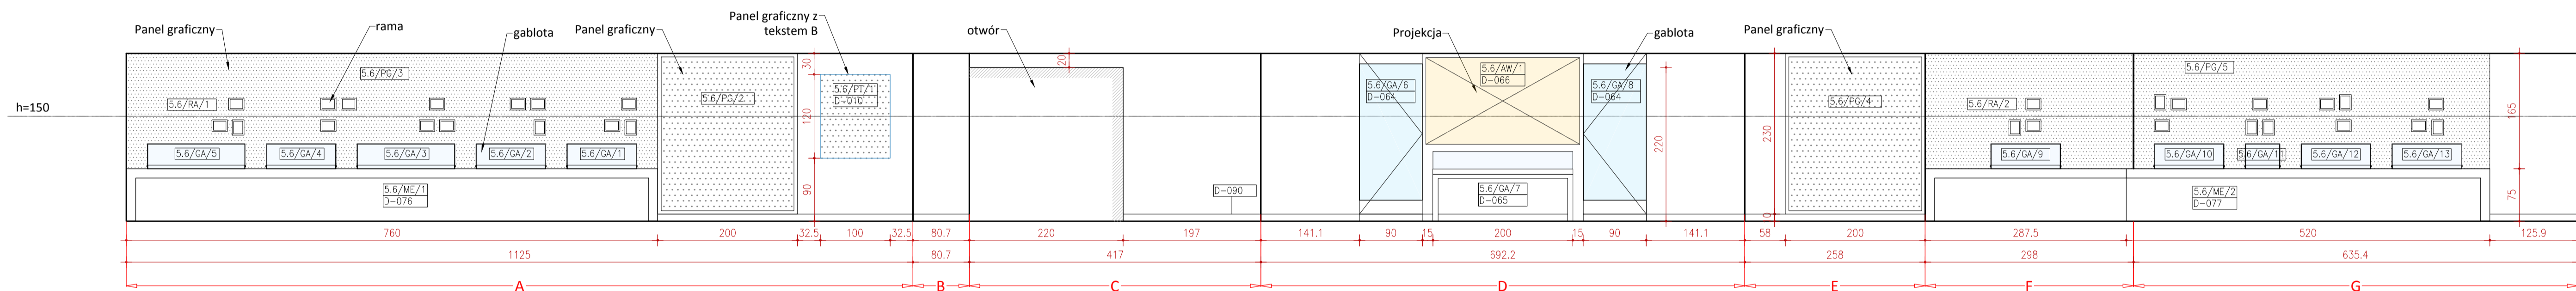 Panel graficzny
rama
gablota
Panel graficzny
Panel graficzny z
tekstem B
otwór
Projekcja
gablota
Panel graficzny
h=150
5.6/PG/3
5.6/RA/1
5.6/GA/5
5.6/GA/4
5.6/GA/3
5.6/GA/2
5.6/GA/1
5.6/ME/1
D-076
5.6/PG/2
30
5.6/PT/1
D-010
120
90
20
D-090
5.6/GA/6
D-064
5.6/AW/1
D-066
5.6/GA/8
D-064
5.6/GA/7
D-065
220
230
5.6/PG/4
5.6/RA/2
5.6/PG/5
5.6/GA/9
5.6/GA/10
5.6/GA/11
5.6/GA/12
5.6/GA/13
5.6/ME/2
D-077
165
75
760
200
32.5
100
32.5
80.7
220
197
141.1
90
15
200
15
90
141.1
58
200
287.5
520
125.9
1125
80.7
417
692.2
258
298
635.4
A
B
C
D
E
F
G